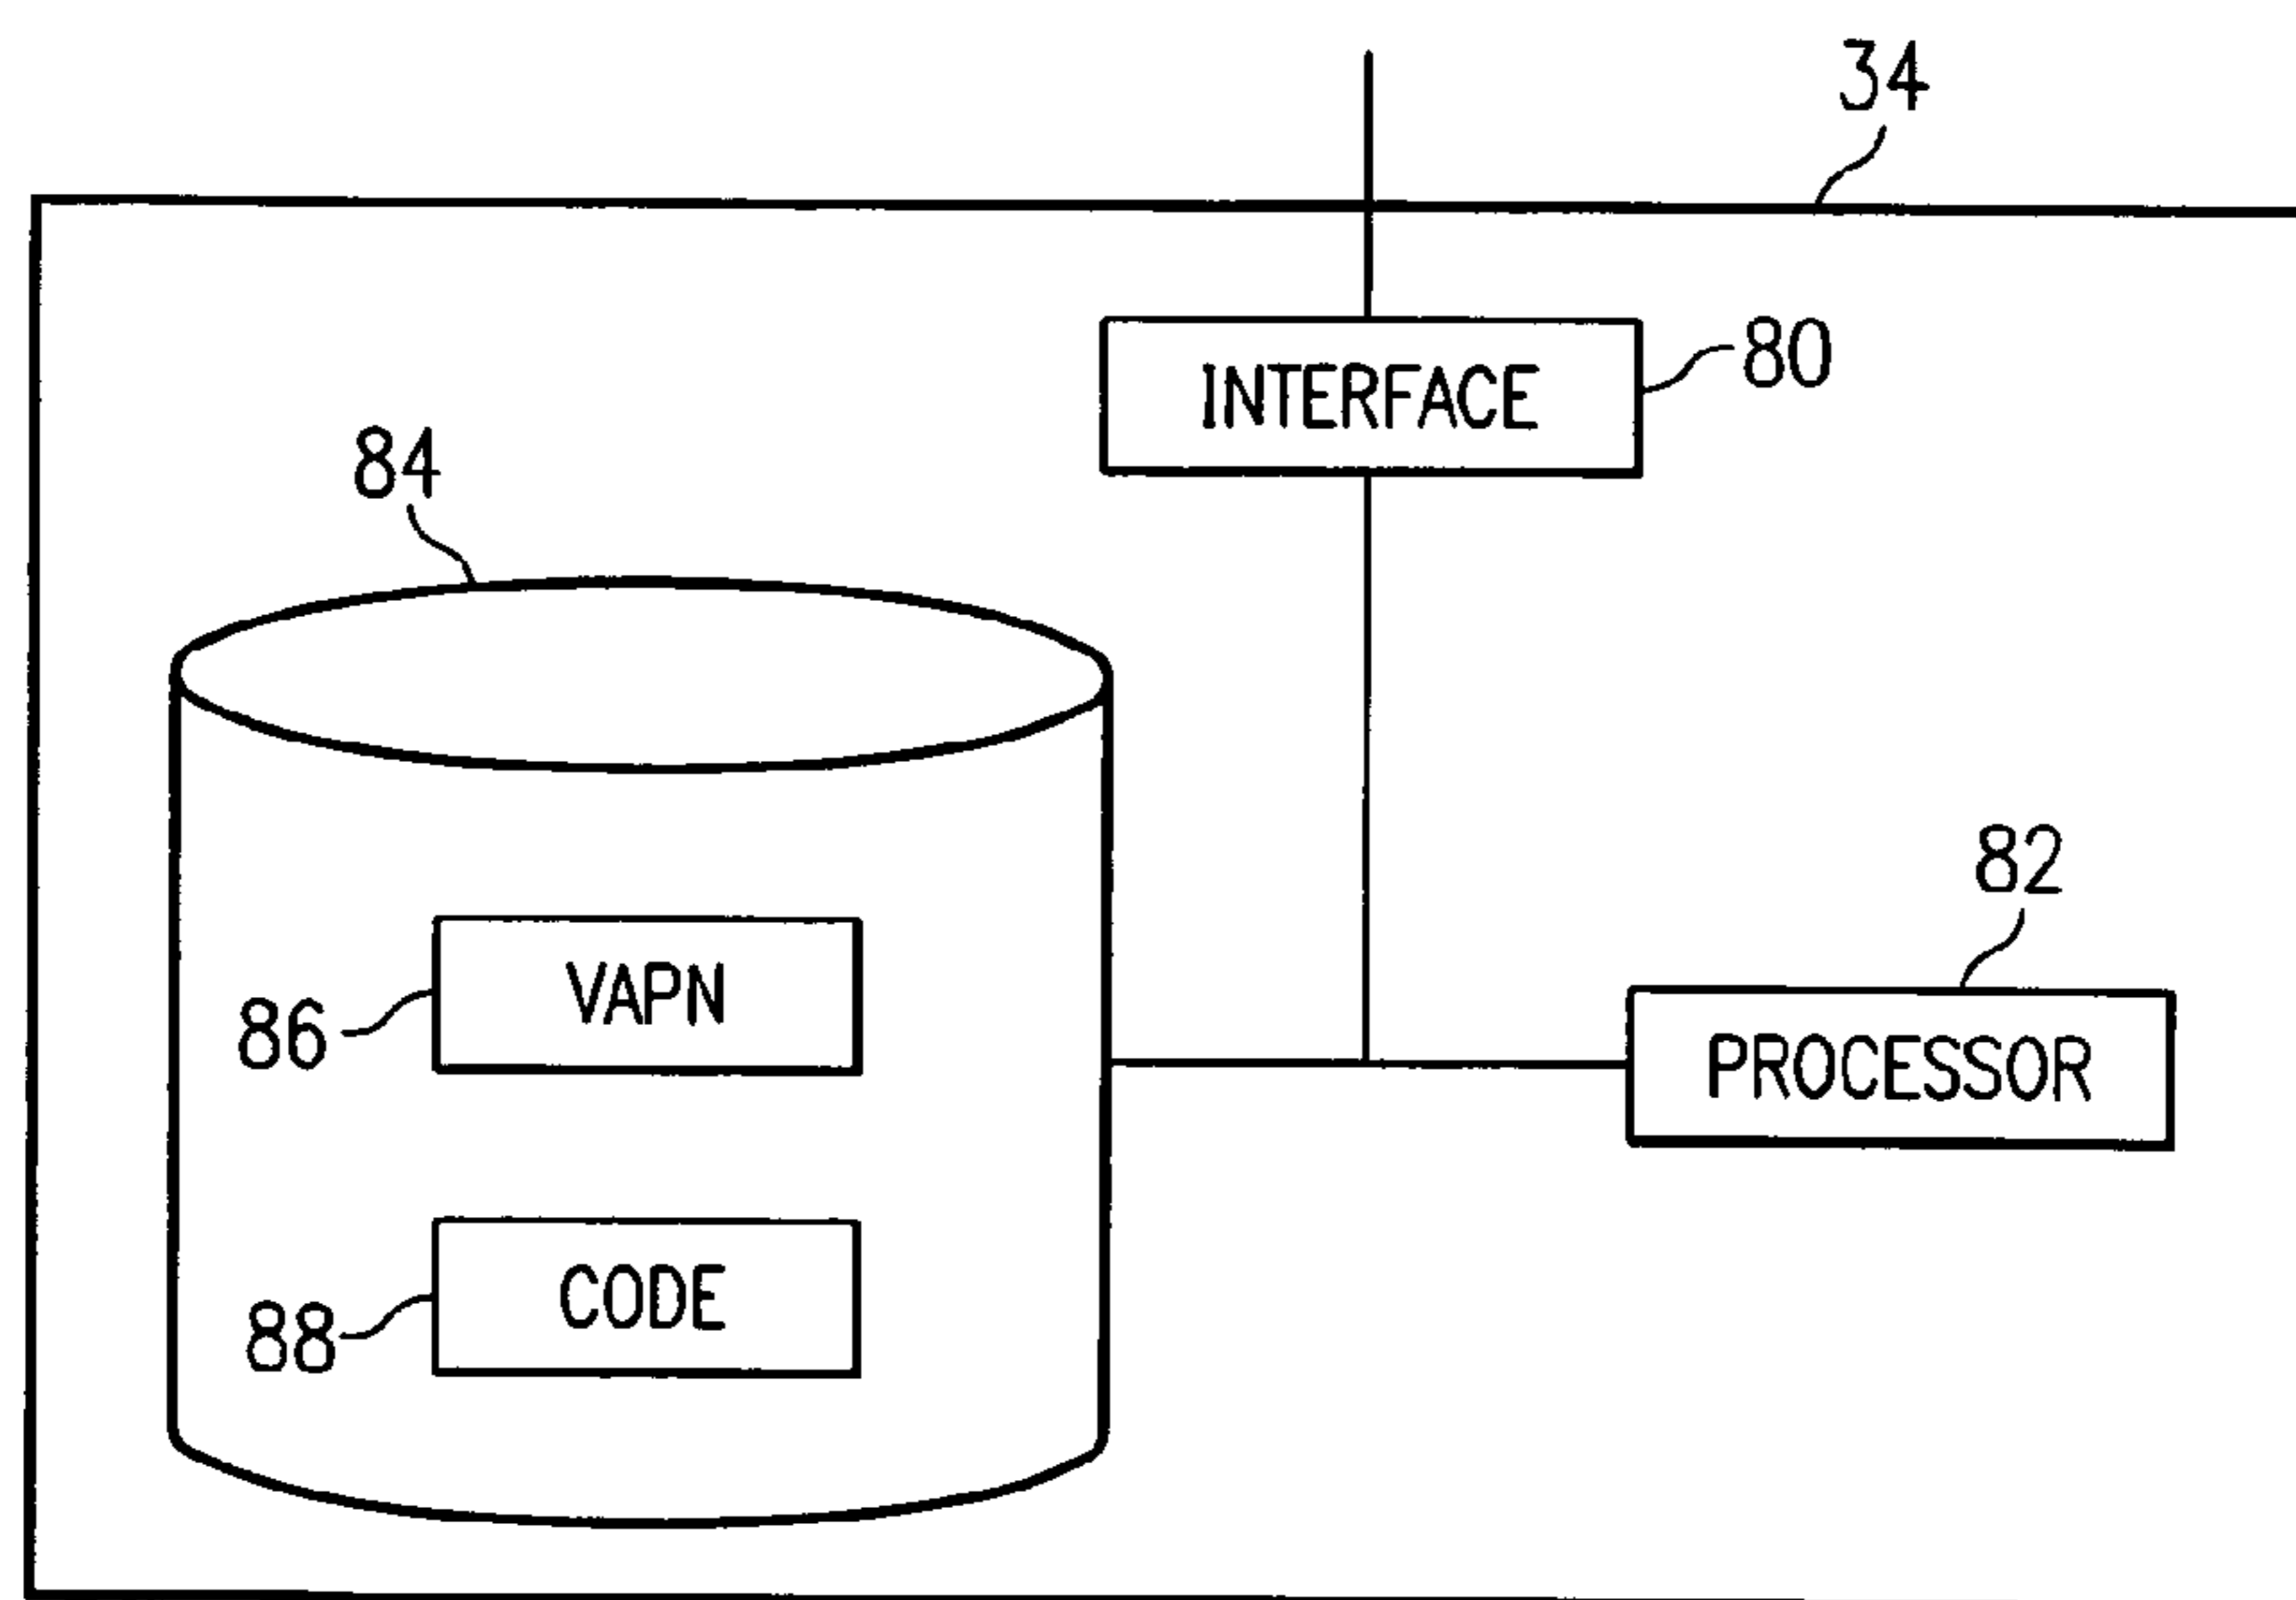 34
INTERFACE
80
84
82
VAPN
86
PROCESSOR
CODE
88